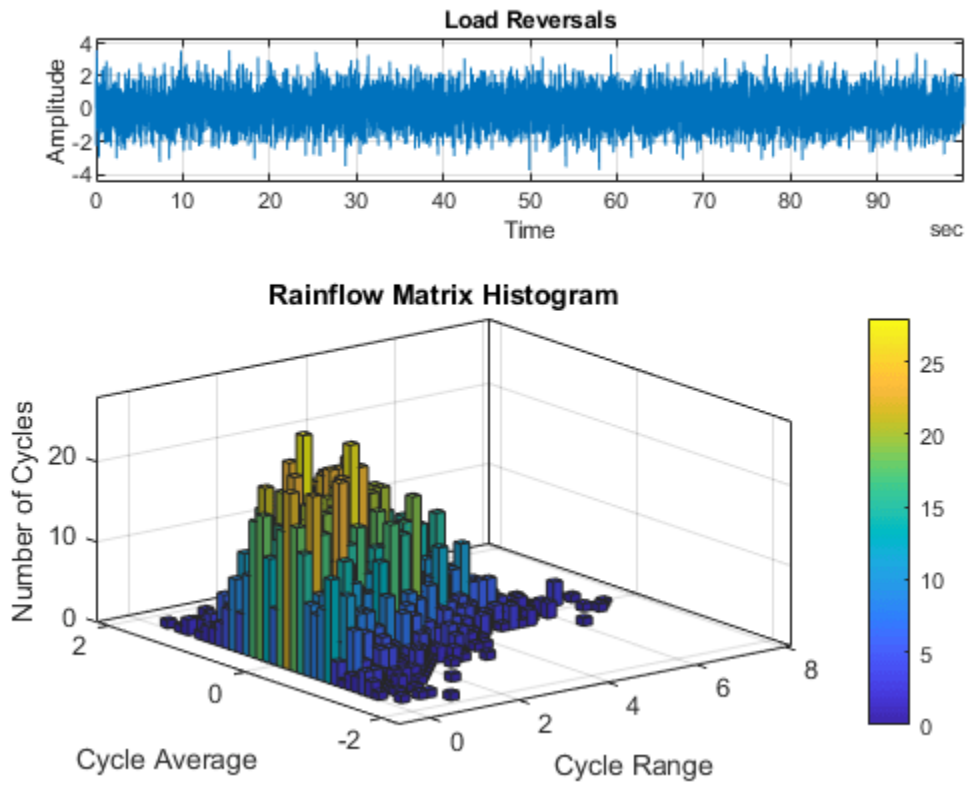 Load Reversals
4
2
0
-2
-4
Amplitude
0 10 20 30 40 50 60 70 80 90
Time
sec
Rainflow Matrix Histogram
20
10
0
Number of Cycles
2
0
-2
Cycle Average
0
2
4
6
8
Cycle Range
25
20
15
10
5
0